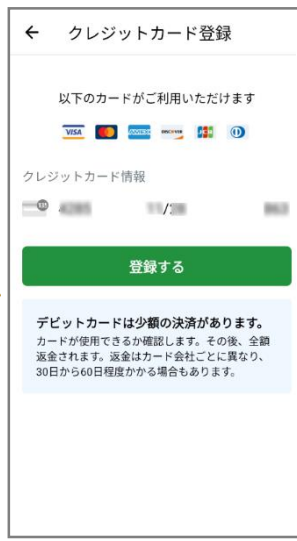 ← クレジットカード登録
以下のカードがご利用いただけます
VISA AMEX DISCOVER JCB
クレジットカード情報
登録する
デビットカードは少額の決済があります。
カードが使用できるか確認します。その後、全額
返金されます。返金はカード会社ごとに異なり、
30日から60日程度かかる場合もあります。